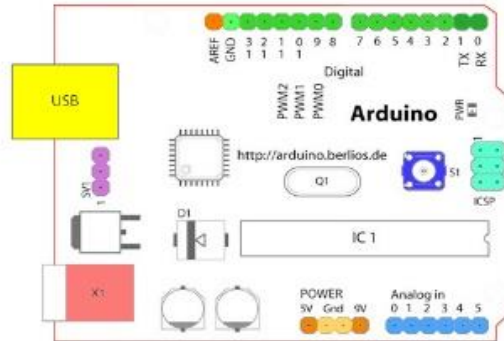 AREF GND 13 12 11 10 9 8 7 6 5 4 3 2 1 0
TX RX
Digital
USB
PWM2 PWM1 PWM0
Arduino
PWR
http://arduino.berlios.de
1
SV1
1
Q1
S1
ICSP
D1
IC 1
X1
POWER
5V Gnd 9V
Analog in
0 1 2 3 4 5